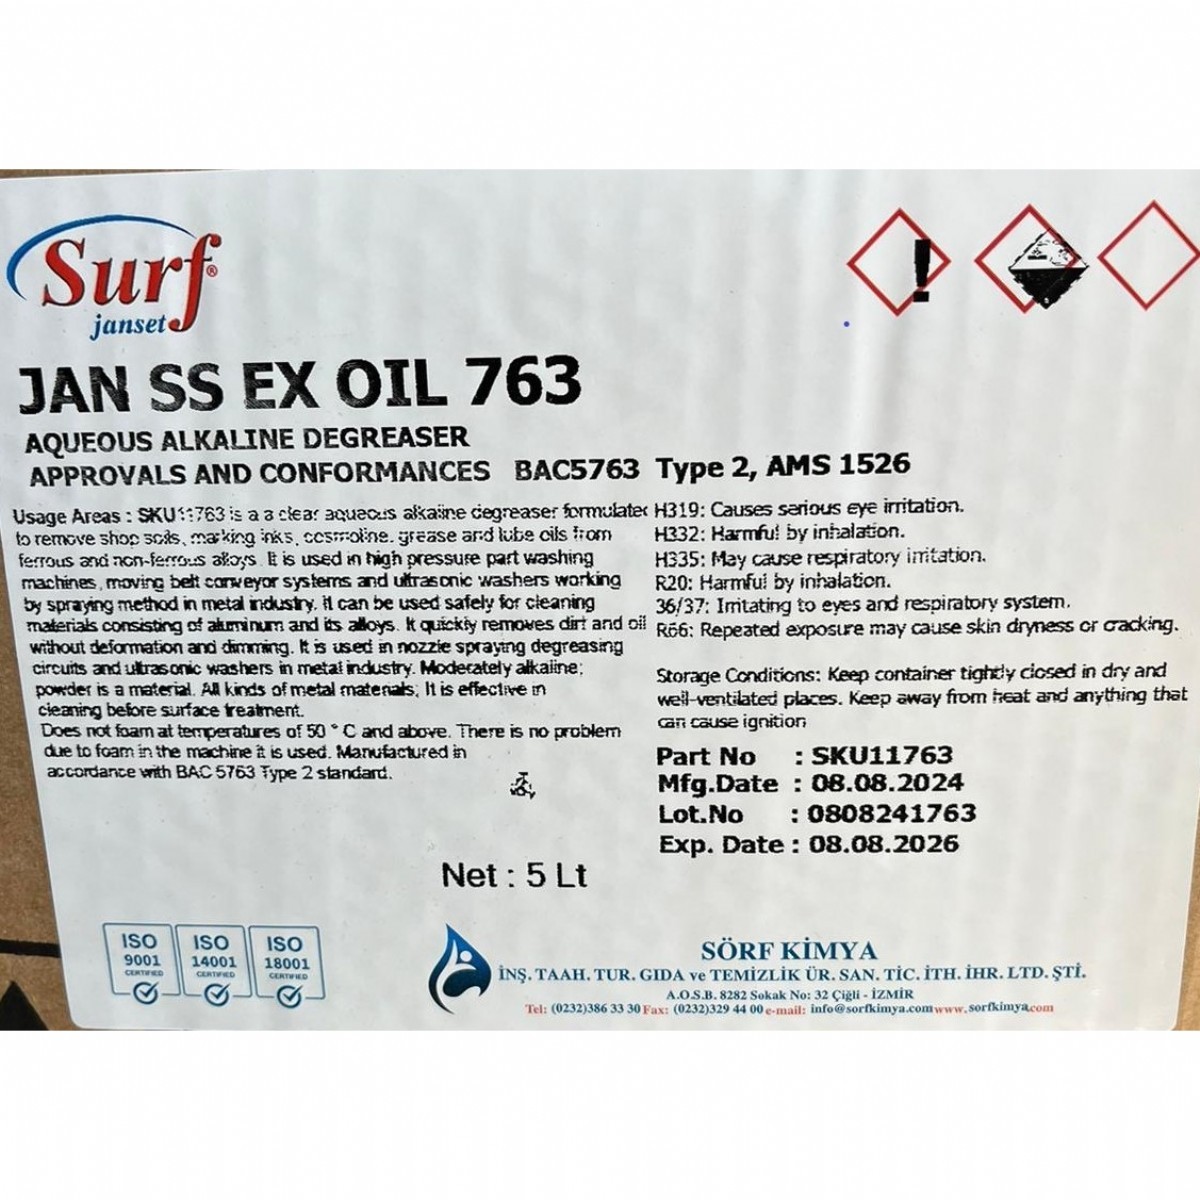 Surf®
janset
JAN SS EX OIL 763
AQUEOUS ALKALINE DEGREASER
APPROVALS AND CONFORMANCES BAC5763 Type 2, AMS 1526
Usage Areas : SKU11763 is a a clear aqueous alkaline degreaser formulated
to remove shop soils, marking inks, cosmoline, grease and lube oils from
ferrous and non-ferrous alloys. It is used in high pressure part washing
machines, moving belt conveyor systems and ultrasonic washers working
by spraying method in metal industry. it can be used safely for cleaning
materials consisting of aluminum and its alloys. It quickly removes dirt and oil
without deformation and dimming. It is used in nozzle spraying degreasing
circuits and ultrasonic washers in metal industry. Moderately alkaline;
powder is a material. All kinds of metal materials; It is effective in
cleaning before surface treatment.
Does not foam at temperatures of 50 ° C and above. There is no problem
due to foam in the machine it is used. Manufactured in
accordance with BAC 5763 Type 2 standard.
H319: Causes serious eye irritation.
H332: Harmful by inhalation.
H335: May cause respiratory irritation.
R20: Harmful by inhalation.
36/37: Irritating to eyes and respiratory system.
R66: Repeated exposure may cause skin dryness or cracking.
Storage Conditions: Keep container tightly closed in dry and
well-ventilated places. Keep away from heat and anything that
can cause ignition
Part No : SKU11763
Mfg.Date : 08.08.2024
Lot.No : 0808241763
Exp. Date : 08.08.2026
Net : 5 Lt
ISO 9001 CERTIFIED
ISO 14001 CERTIFIED
ISO 18001 CERTIFIED
SÖRF KİMYA
İNŞ. TAAH. TUR. GIDA ve TEMİZLİK ÜR. SAN. TİC. İTH. İHR. LTD. ŞTİ.
A.O.S.B. 8282 Sokak No: 32 Çiğli - İZMİR
Tel: (0232)386 33 30 Fax: (0232)329 44 00 e-mail: info@sorfkimya.com www.sorfkimya.com